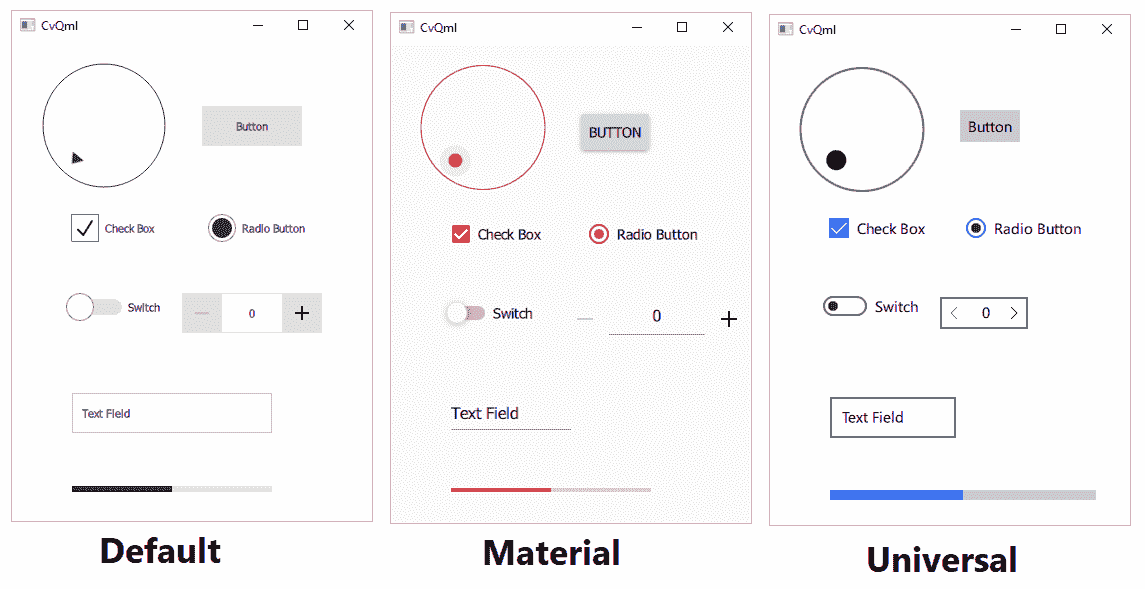 CvQml
Button
Check Box
Radio Button
Switch
0
Text Field
Default
CvQml
BUTTON
Check Box
Radio Button
Switch
0
Text Field
Material
CvQml
Button
Check Box
Radio Button
Switch
0
Text Field
Universal